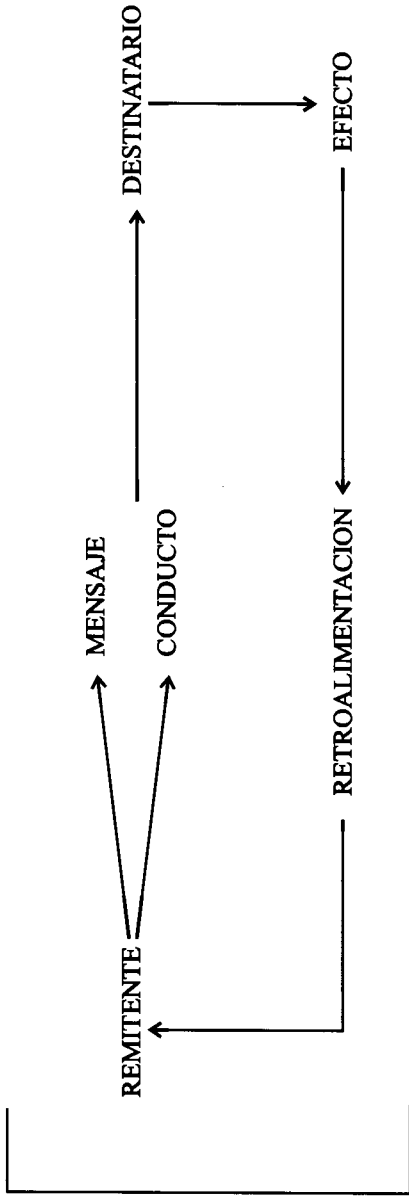 REMITENTE
MENSAJE
CONDUCTO
DESTINATARIO
EFECTO
RETROALIMENTACION